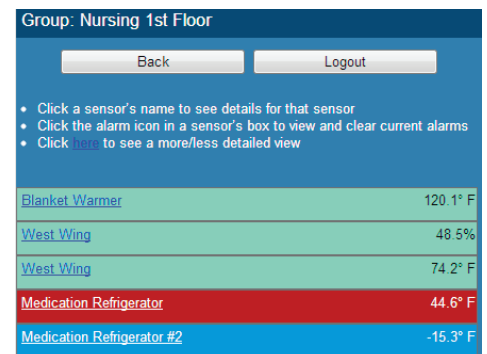 Group: Nursing 1st Floor
Back Logout
• Click a sensor's name to see details for that sensor
• Click the alarm icon in a sensor's box to view and clear current alarms
• Click here to see a more/less detailed view
Blanket Warmer 120.1° F
West Wing 48.5%
West Wing 74.2° F
Medication Refrigerator 44.6° F
Medication Refrigerator #2 -15.3° F